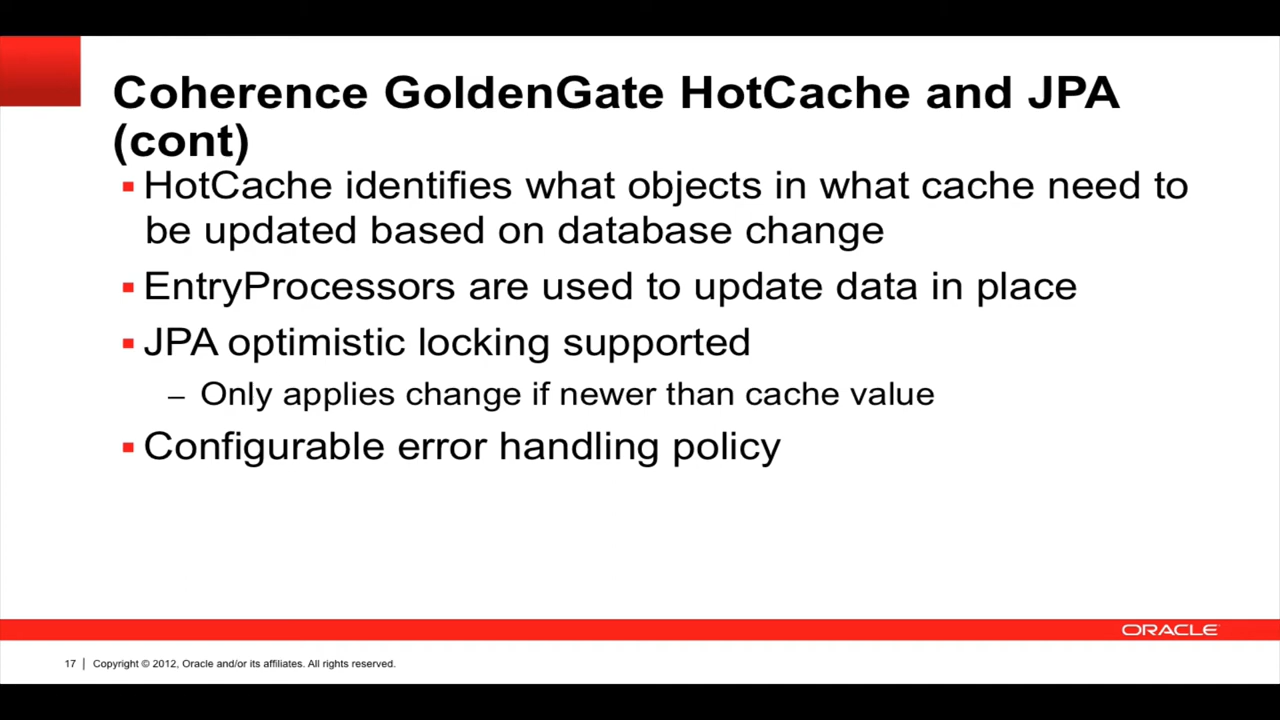 Coherence GoldenGate HotCache and JPA
(cont)
▪ HotCache identifies what objects in what cache need to
be updated based on database change
▪ EntryProcessors are used to update data in place
▪ JPA optimistic locking supported
– Only applies change if newer than cache value
▪ Configurable error handling policy
ORACLE
17 | Copyright © 2012, Oracle and/or its affiliates. All rights reserved.